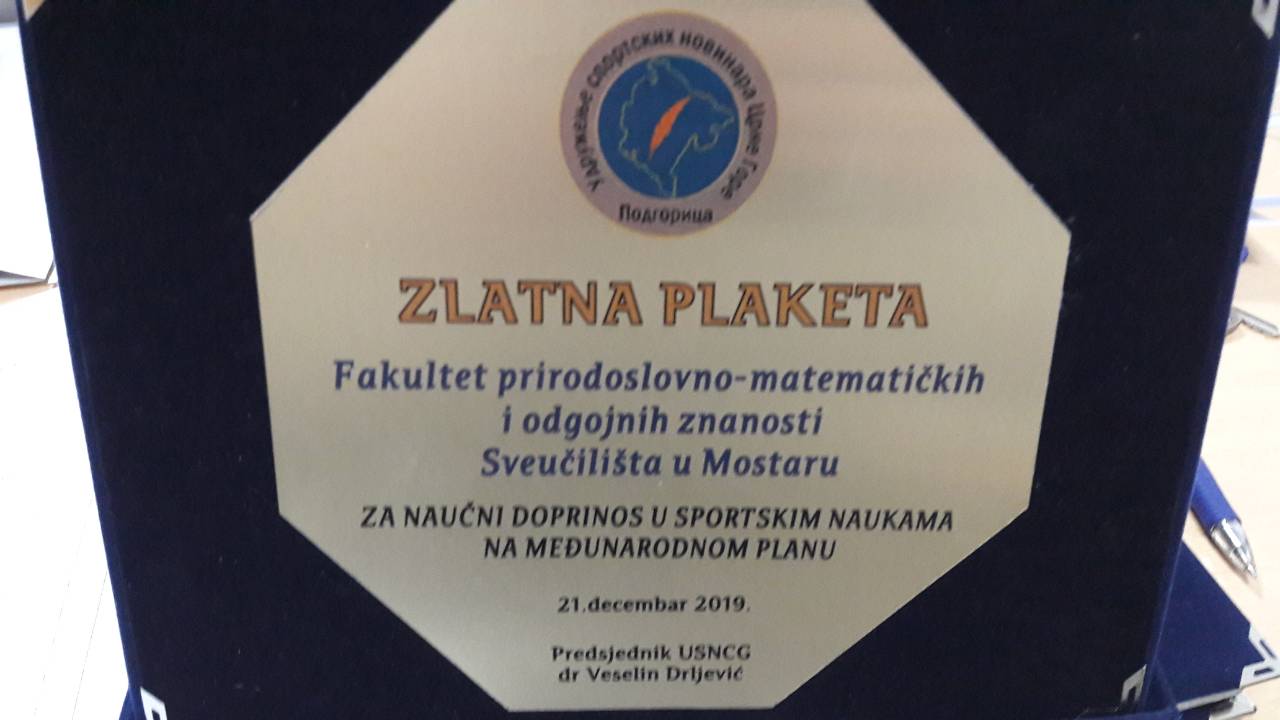 Удружење спортских новинара Црне Горе
Подгорица
ZLATNA PLAKETA
Fakultet prirodoslovno-matematičkih
i odgojnih znanosti
Sveučilišta u Mostaru
ZA NAUČNI DOPRINOS U SPORTSKIM NAUKAMA
NA MEĐUNARODNOM PLANU
21.decembar 2019.
Predsjednik USNCG
dr Veselin Drljević